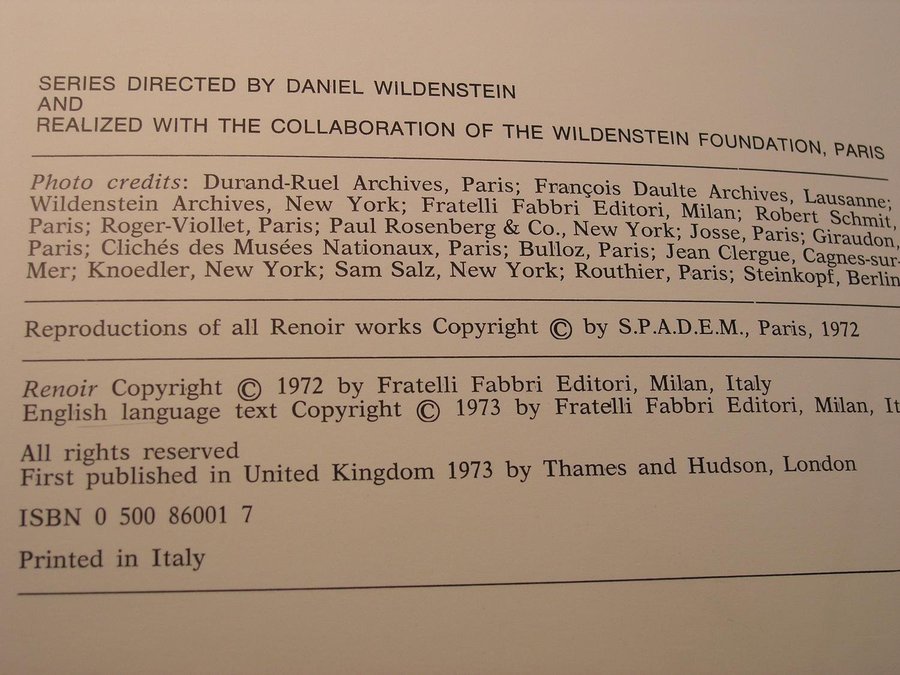 SERIES DIRECTED BY DANIEL WILDENSTEIN
AND
REALIZED WITH THE COLLABORATION OF THE WILDENSTEIN FOUNDATION, PARIS
Photo credits: Durand-Ruel Archives, Paris; François Daulte Archives, Lausanne;
Wildenstein Archives, New York; Fratelli Fabbri Editori, Milan; Robert Schmit,
Paris; Roger-Viollet, Paris; Paul Rosenberg & Co., New York; Josse, Paris; Giraudon,
Paris; Clichés des Musées Nationaux, Paris; Bulloz, Paris; Jean Clergue, Cagnes-sur-
Mer; Knoedler, New York; Sam Salz, New York; Routhier, Paris; Steinkopf, Berlin
Reproductions of all Renoir works Copyright © by S.P.A.D.E.M., Paris, 1972
Renoir Copyright © 1972 by Fratelli Fabbri Editori, Milan, Italy
English language text Copyright © 1973 by Fratelli Fabbri Editori, Milan, It
All rights reserved
First published in United Kingdom 1973 by Thames and Hudson, London
ISBN 0 500 86001 7
Printed in Italy